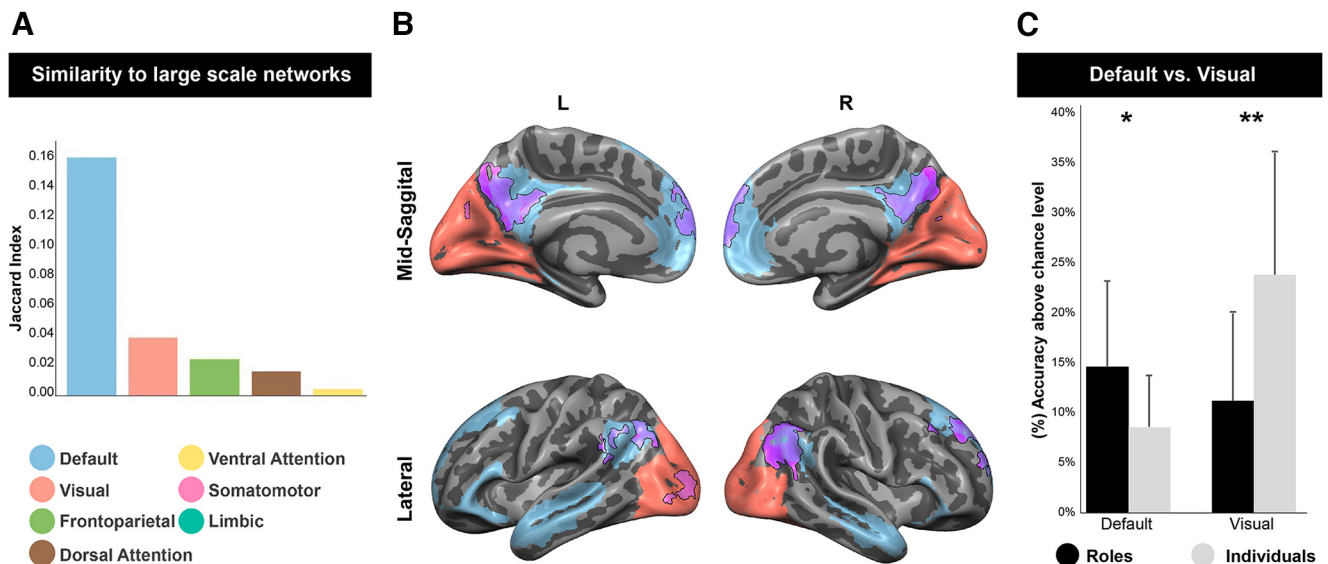 A
Similarity to large scale networks
Jaccard Index
0.16
0.14
0.12
0.10
0.08
0.06
0.04
0.02
0.00
Default
Visual
Frontoparietal
Dorsal Attention
Ventral Attention
Somatomotor
Limbic
B
L
R
Mid-Saggital
Lateral
C
Default vs. Visual
(%) Accuracy above chance level
40%
35%
30%
25%
20%
15%
10%
5%
0%
*
**
Default
Visual
Roles
Individuals